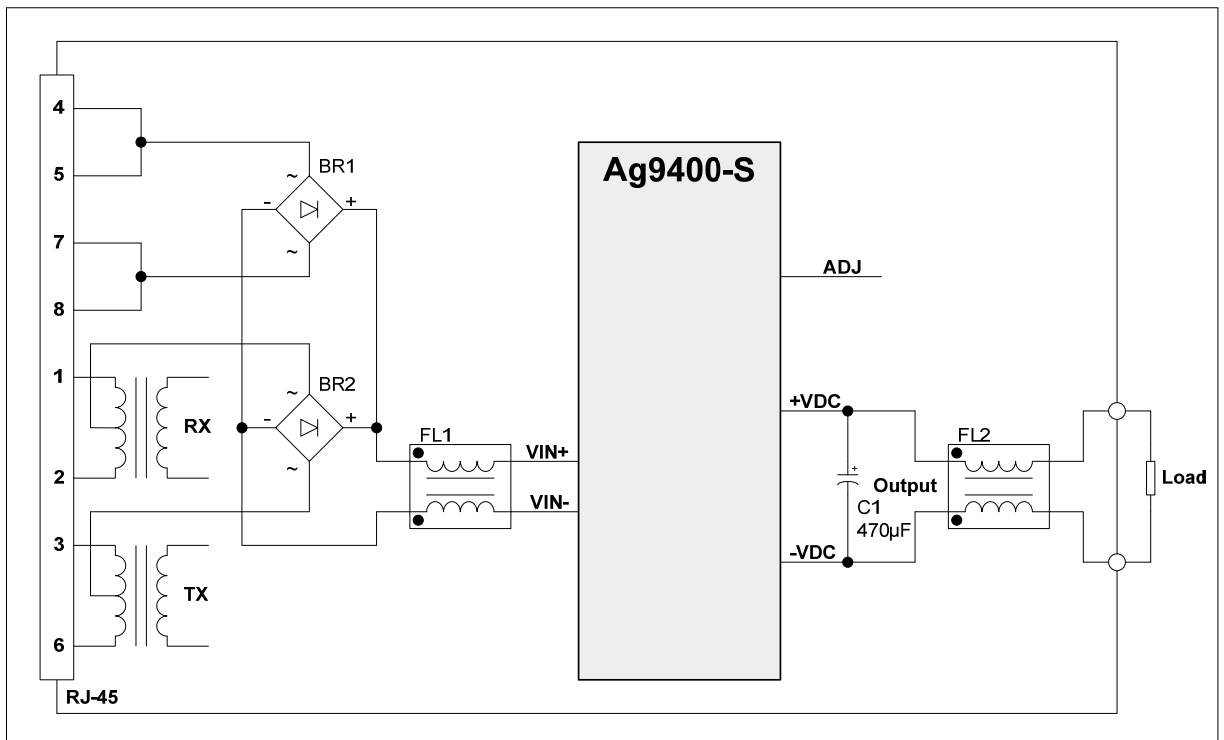 Ag9400-S
4
5
7
8
1
2
3
6
RJ-45
BR1
~
-
+
~
BR2
~
-
+
~
RX
TX
FL1
VIN+
VIN-
ADJ
+VDC
-VDC
+
Output
C1
470µF
FL2
Load